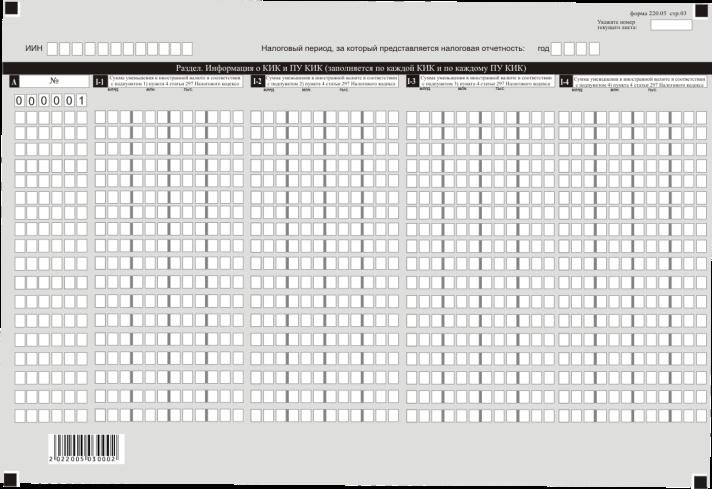 форма 220.05 стр.03
Укажите номер
текущего листа:
ИИН
Налоговый период, за который представляется налоговая отчетность: год
Раздел. Информация о КИК и ПУ КИК (заполняется по каждой КИК и по каждому ПУ КИК)
A №
I-1 Сумма уменьшения в иностранной валюте в соответствии
с подпунктом 1) пункта 4 статьи 297 Налогового кодекса
млрд млн тыс
I-2 Сумма уменьшения в иностранной валюте в соответствии
с подпунктом 2) пункта 4 статьи 297 Налогового кодекса
млрд млн тыс
I-3 Сумма уменьшения в иностранной валюте в соответствии
с подпунктом 3) пункта 4 статьи 297 Налогового кодекса
млрд млн тыс
I-4 Сумма уменьшения в иностранной валюте в соответствии
с подпунктом 4) пункта 4 статьи 297 Налогового кодекса
млрд млн тыс
000001
2022005030002